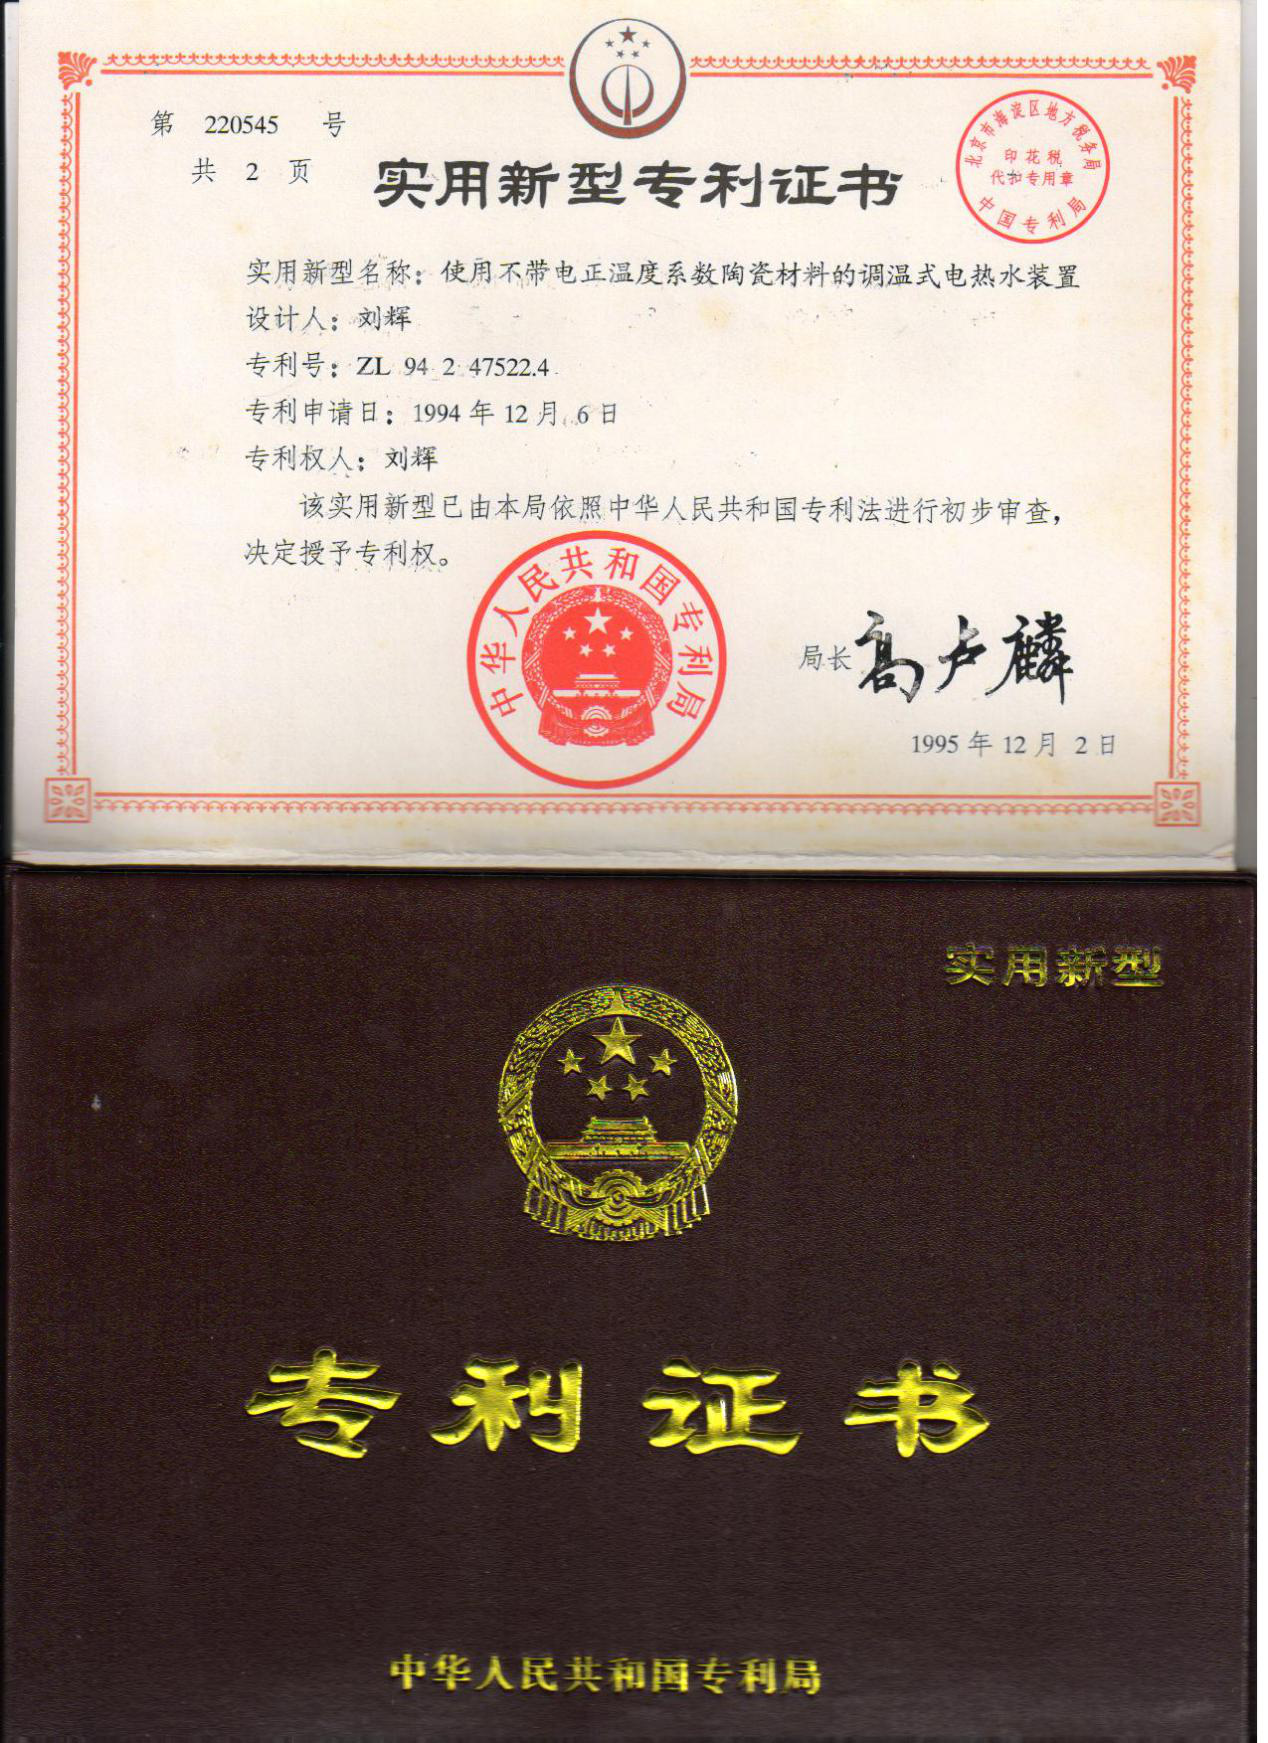 第 220545 号
共 2 页
实用新型专利证书
北京市海淀区地方税务局
印花税
代扣专用章
中国专利局
实用新型名称：使用不带电正温度系数陶瓷材料的调温式电热水装置
设计人：刘辉
专利号：ZL 94 2 47522.4
专利申请日：1994 年 12 月 6 日
专利权人：刘辉
该实用新型已由本局依照中华人民共和国专利法进行初步审查，
决定授予专利权。
中华人民共和国专利局
局长 高卢麟
1995 年 12 月 2 日
实用新型
专利证书
中华人民共和国专利局